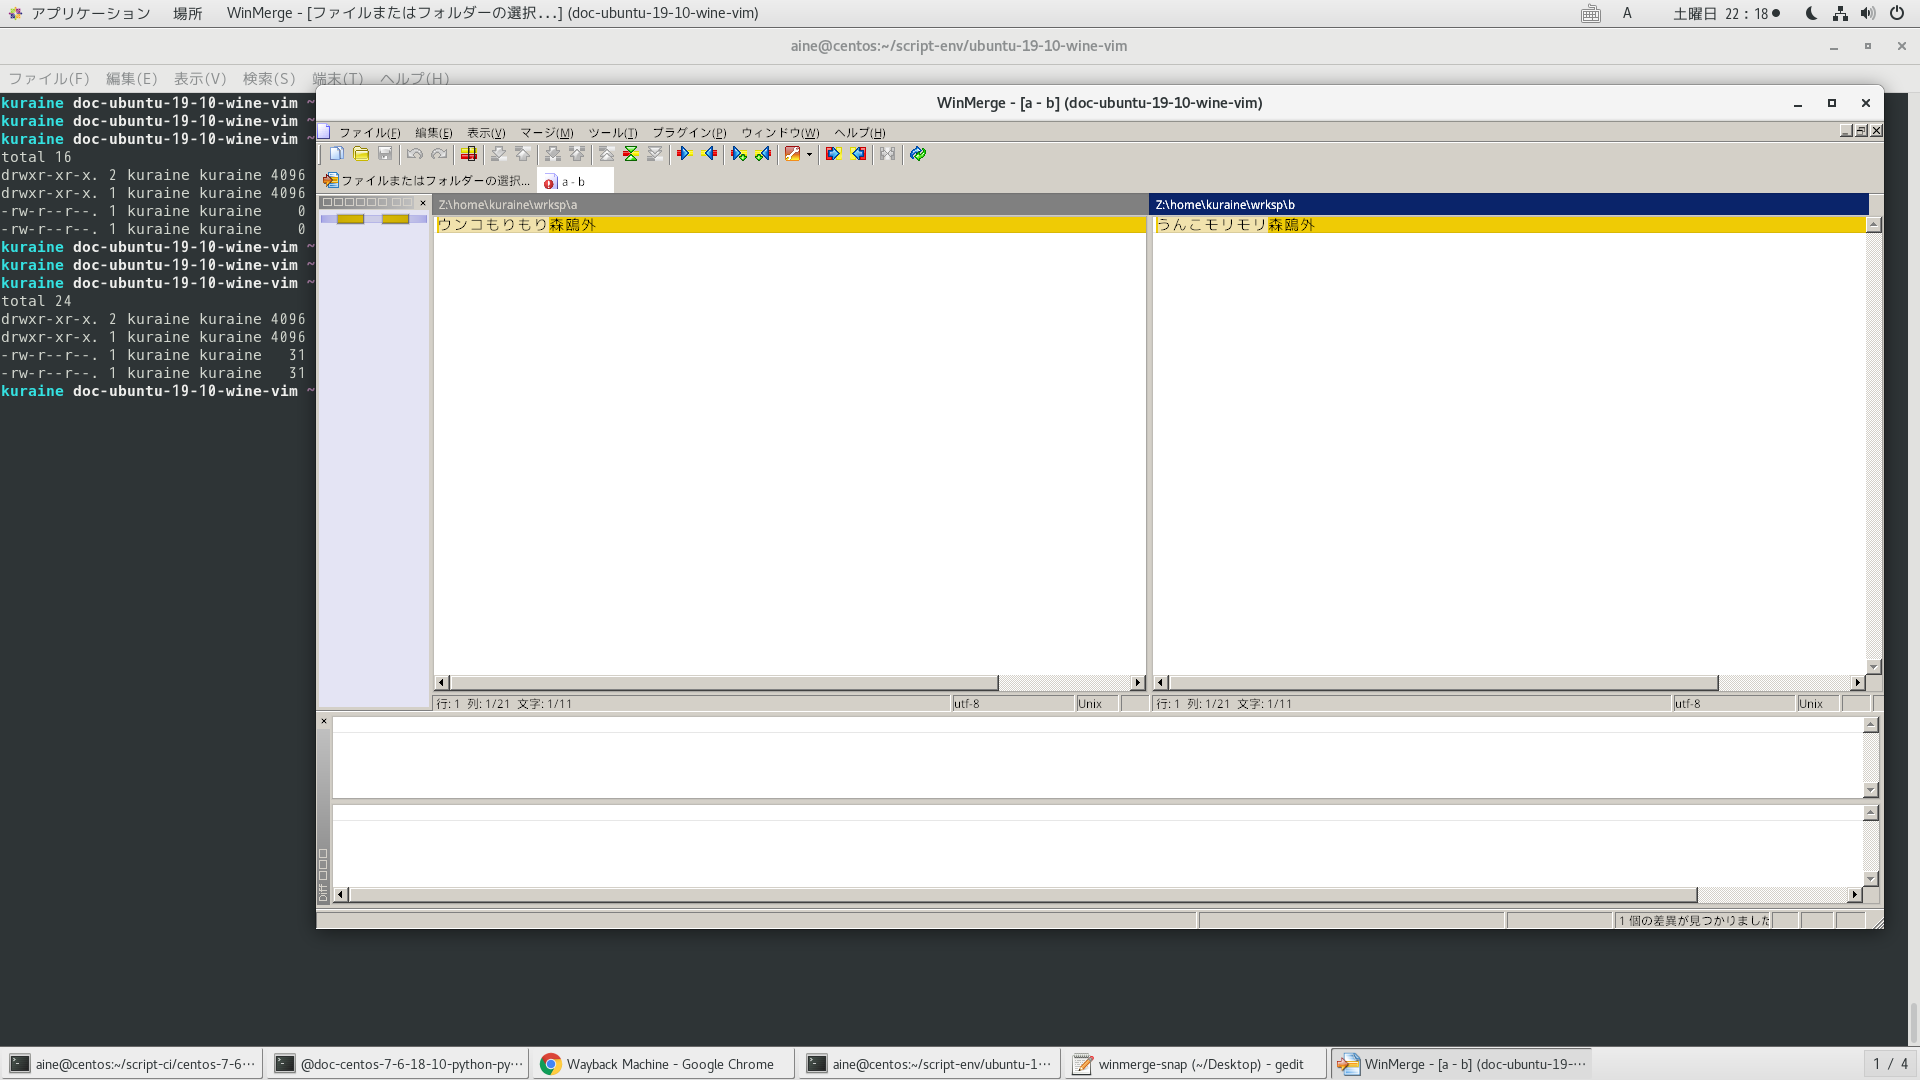 アプリケーション 場所 WinMerge - [ファイルまたはフォルダーの選択...] (doc-ubuntu-19-10-wine-vim) A 土曜日 22 : 18
aine@centos:~/script-env/ubuntu-19-10-wine-vim
ファイル(F) 編集(E) 表示(V) 検索(S) 端末(T) ヘルプ(H)
kuraine doc-ubuntu-19-10-wine-vim ~
kuraine doc-ubuntu-19-10-wine-vim ~
kuraine doc-ubuntu-19-10-wine-vim ~
total 16
drwxr-xr-x. 2 kuraine kuraine 4096
drwxr-xr-x. 1 kuraine kuraine 4096
-rw-r--r--. 1 kuraine kuraine 0
-rw-r--r--. 1 kuraine kuraine 0
kuraine doc-ubuntu-19-10-wine-vim ~
kuraine doc-ubuntu-19-10-wine-vim ~
kuraine doc-ubuntu-19-10-wine-vim ~
total 24
drwxr-xr-x. 2 kuraine kuraine 4096
drwxr-xr-x. 1 kuraine kuraine 4096
-rw-r--r--. 1 kuraine kuraine 31
-rw-r--r--. 1 kuraine kuraine 31
kuraine doc-ubuntu-19-10-wine-vim ~
WinMerge - [a - b] (doc-ubuntu-19-10-wine-vim)
ファイル(F) 編集(E) 表示(V) マージ(M) ツール(T) プラグイン(P) ウィンドウ(W) ヘルプ(H)
ファイルまたはフォルダーの選択... a - b
Z:\home\kuraine\wrksp\a
ウンコもりもり森鴎外
Z:\home\kuraine\wrksp\b
うんこモリモリ森鴎外
行: 1 列: 1/21 文字: 1/11 utf-8 Unix
行: 1 列: 1/21 文字: 1/11 utf-8 Unix
Diff
1 個の差異が見つかりました
aine@centos:~/script-ci/centos-7-6… @doc-centos-7-6-18-10-python-py… Wayback Machine - Google Chrome aine@centos:~/script-env/ubuntu-1… winmerge-snap (~/Desktop) - gedit WinMerge - [a - b] (doc-ubuntu-19-… 1 / 4